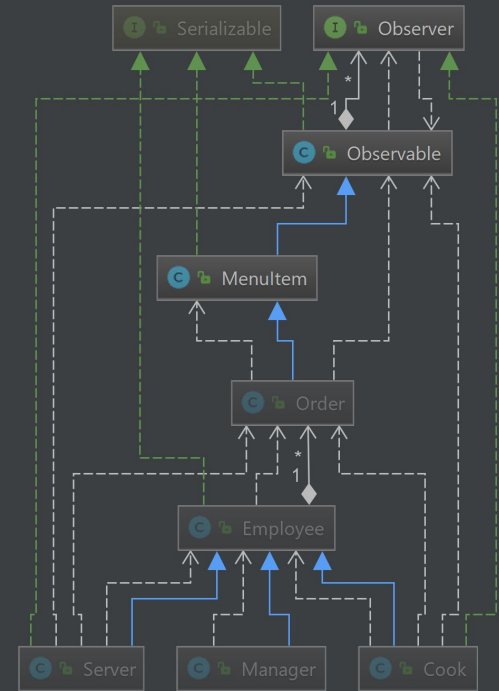 I Serializable
I Observer
*
1
C Observable
C MenuItem
C Order
*
1
C Employee
C Server
C Manager
C Cook